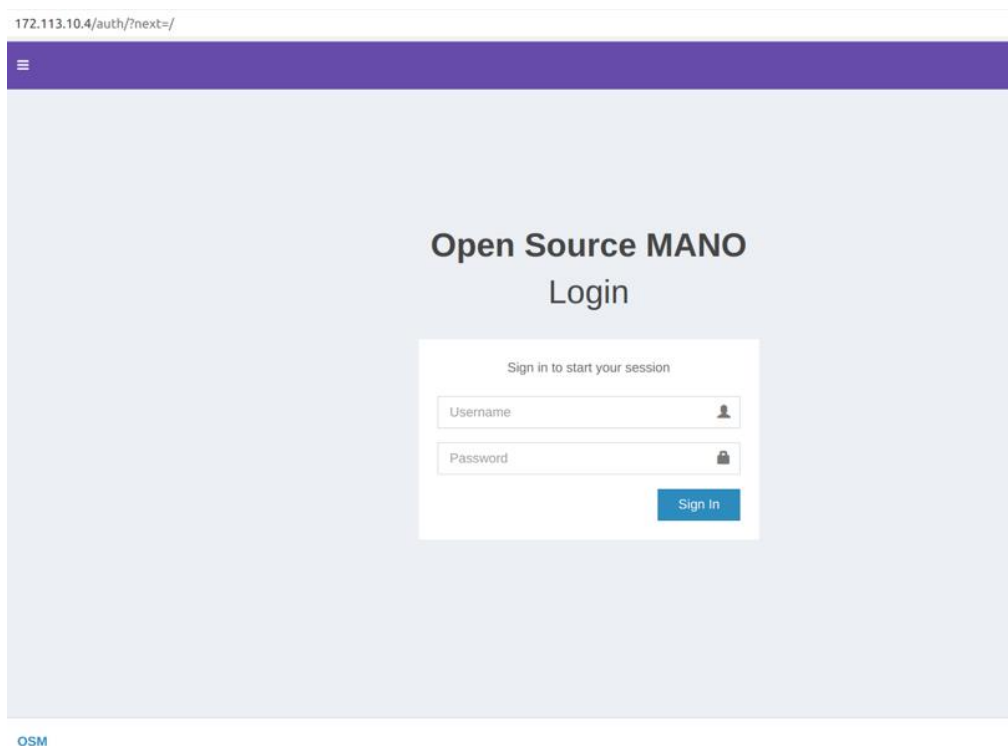 172.113.10.4/auth/?next=/
Open Source MANO
Login
Sign in to start your session
Username
Password
Sign In
OSM